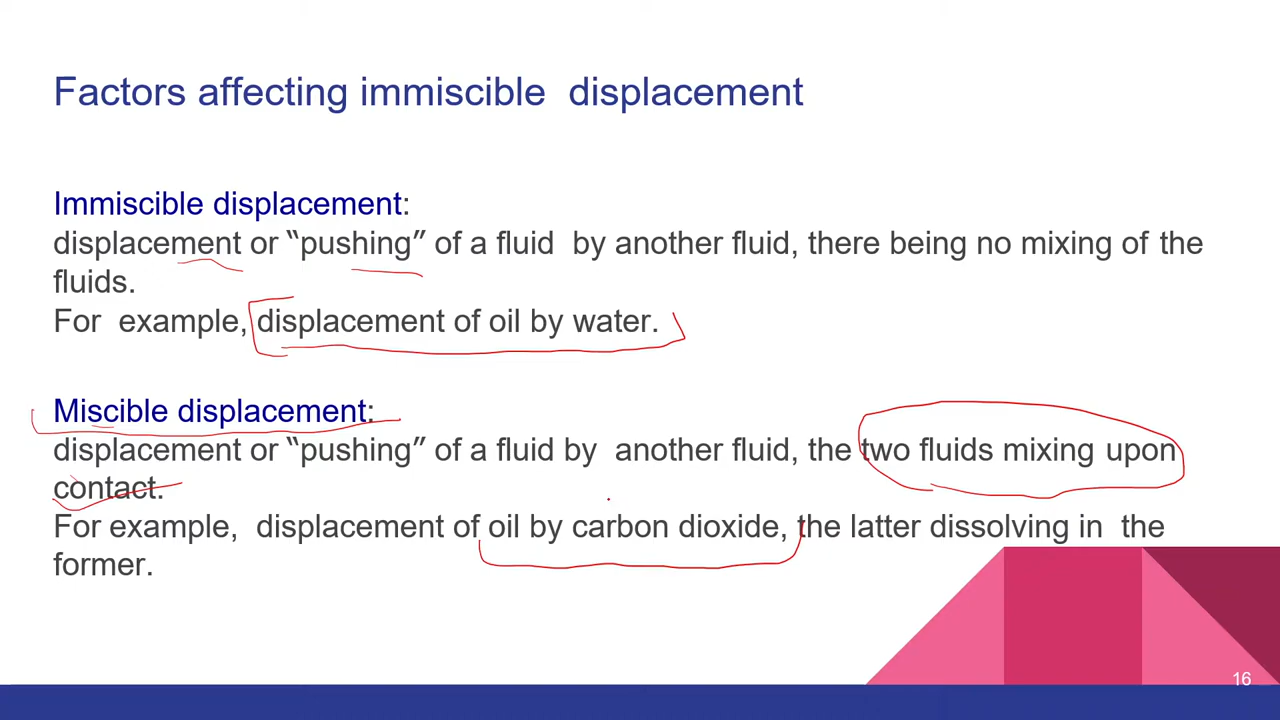 Factors affecting immiscible displacement
Immiscible displacement:
displacement or “pushing” of a fluid by another fluid, there being no mixing of the
fluids.
For example, displacement of oil by water.
Miscible displacement:
displacement or “pushing” of a fluid by another fluid, the two fluids mixing upon
contact.
For example, displacement of oil by carbon dioxide, the latter dissolving in the
former.
16